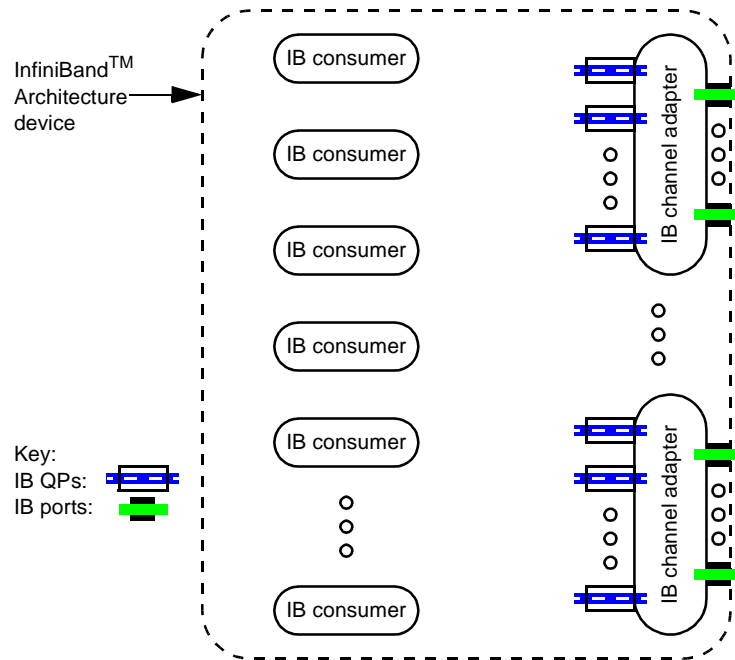 InfiniBand™
Architecture
device
IB consumer
IB consumer
IB consumer
IB consumer
IB consumer
IB consumer
IB channel adapter
IB channel adapter
Key:
IB QPs:
IB ports: